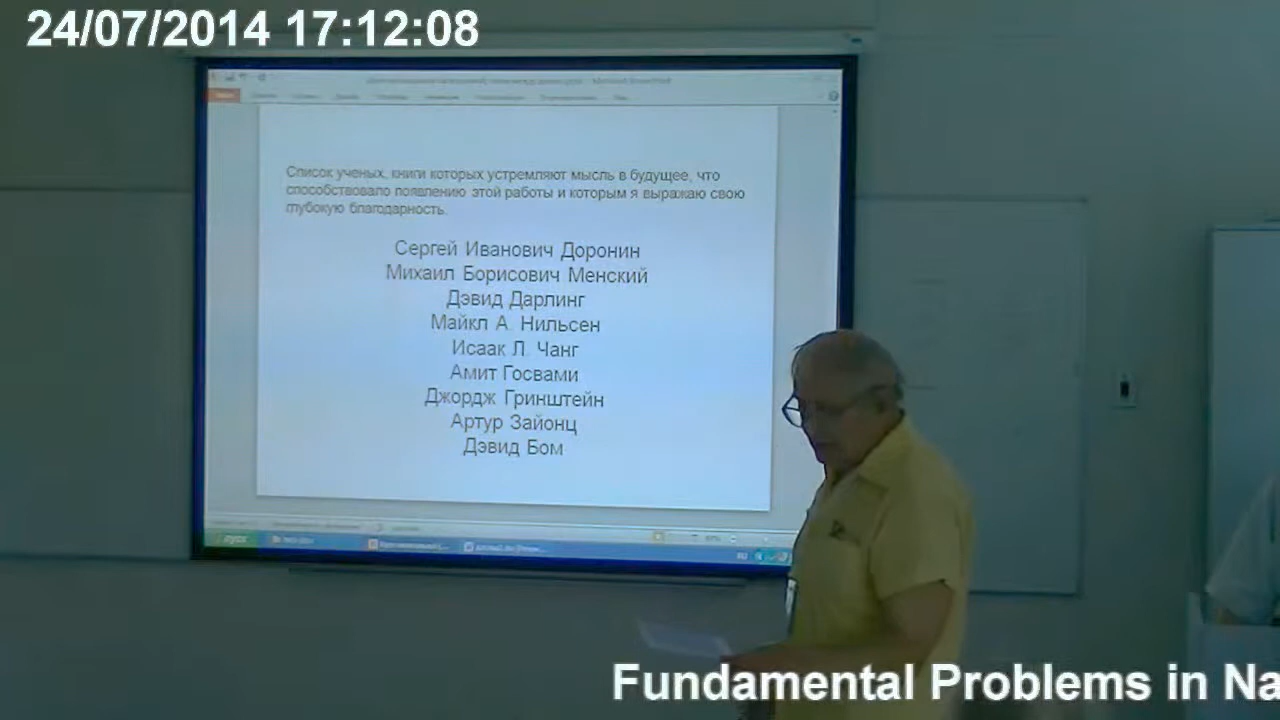 24/07/2014 17:12:08
Список ученых, книги которых устремляют мысль в будущее, что
способствовало появлению этой работы и которым я выражаю свою
глубокую благодарность.
Сергей Иванович Доронин
Михаил Борисович Менский
Дэвид Дарлинг
Майкл А. Нильсен
Исаак Л. Чанг
Амит Госвами
Джордж Гринштейн
Артур Зайонц
Дэвид Бом
пуск
Fundamental Problems in Na